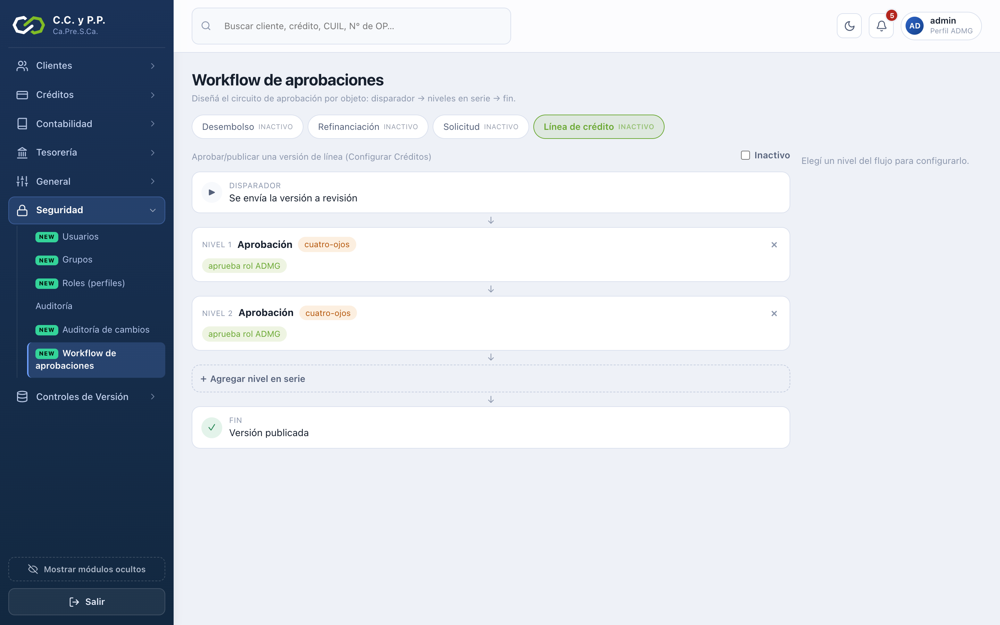 C.C. y P.P.
Ca.Pre.S.Ca.
Clientes
Créditos
Contabilidad
Tesorería
General
Seguridad
NEW Usuarios
NEW Grupos
NEW Roles (perfiles)
Auditoría
NEW Auditoría de cambios
NEW Workflow de
aprobaciones
Controles de Versión
Mostrar módulos ocultos
Salir
Buscar cliente, crédito, CUIL, N° de OP...
5
AD
admin
Perfil ADMG
Workflow de aprobaciones
Diseñá el circuito de aprobación por objeto: disparador → niveles en serie → fin.
Desembolso INACTIVO
Refinanciación INACTIVO
Solicitud INACTIVO
Línea de crédito INACTIVO
Aprobar/publicar una versión de línea (Configurar Créditos)
Inactivo
Elegí un nivel del flujo para configurarlo.
DISPARADOR
Se envía la versión a revisión
NIVEL 1 Aprobación cuatro-ojos
aprueba rol ADMG
NIVEL 2 Aprobación cuatro-ojos
aprueba rol ADMG
+ Agregar nivel en serie
FIN
Versión publicada